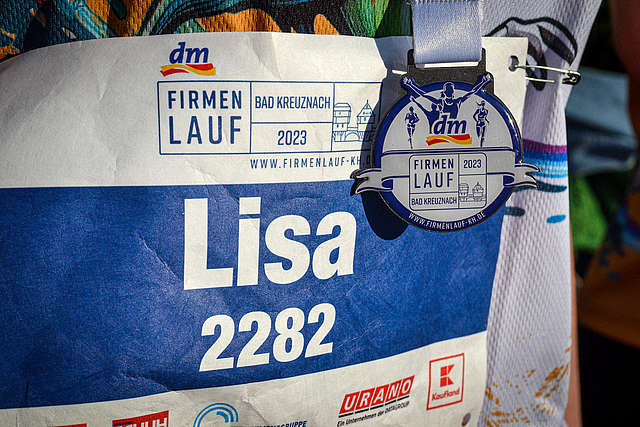 dm
FIRMEN
LAUF
BAD KREUZNACH
2023
WWW.FIRMENLAUF-KH.
dm
FIRMEN
LAUF
2023
BAD KREUZNACH
WWW.FIRMENLAUF-KH.DE
Lisa
2282
URANO
Ein Unternehmen der DATAGROUP
K
Kaufland